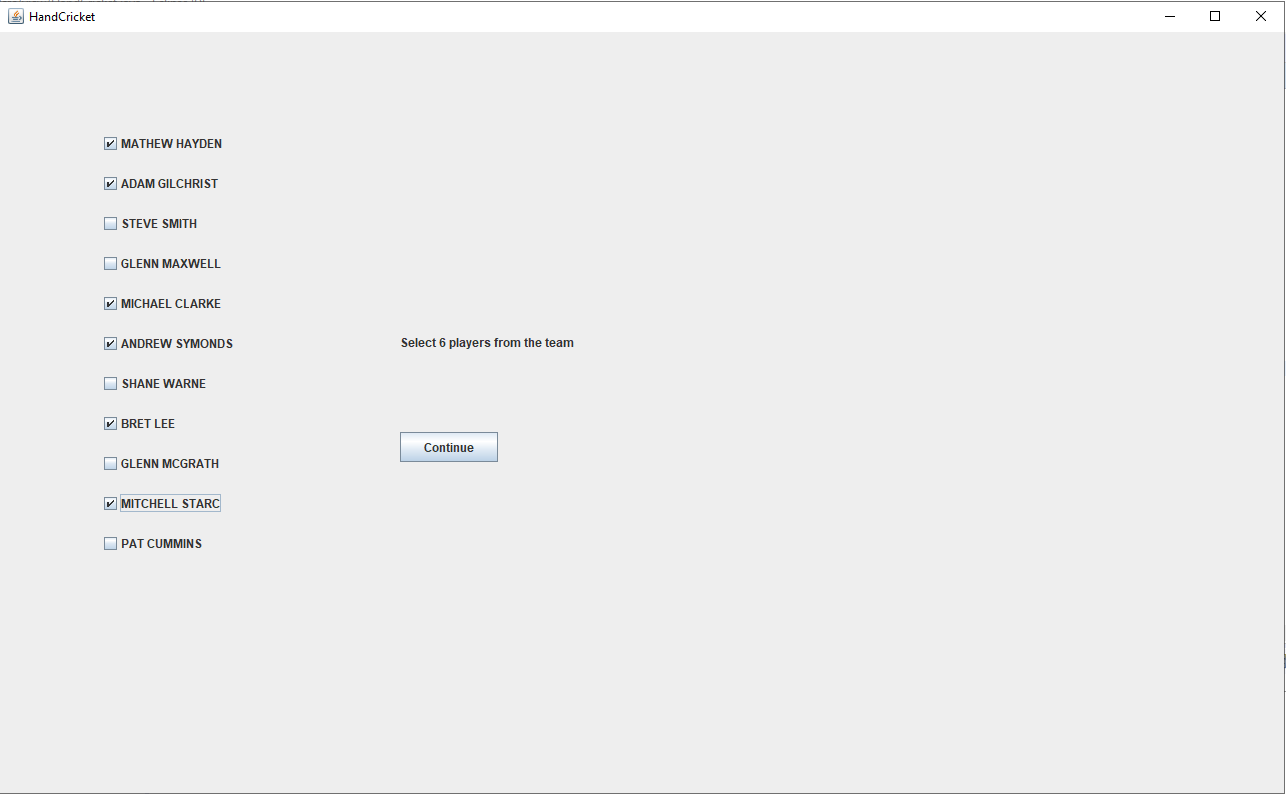 HandCricket
MATHEW HAYDEN
ADAM GILCHRIST
STEVE SMITH
GLENN MAXWELL
MICHAEL CLARKE
ANDREW SYMONDS
Select 6 players from the team
SHANE WARNE
BRET LEE
Continue
GLENN MCGRATH
MITCHELL STARC
PAT CUMMINS